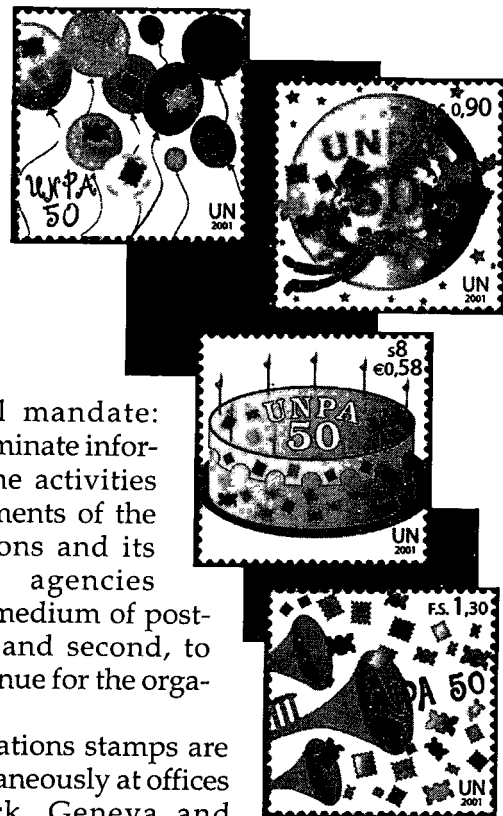 UNPA
50
UN
2001
0,90
UNPA
50
UN
2001
s8
€0,58
UNPA
50
UN
2001
F.S. 1,30
PA 50
UN
2001
mandate:
minate infor-
activities
ments of the
ons and its
agencies
medium of post-
and second, to
nue for the orga-
ations stamps are
aneously at offices
Geneva and